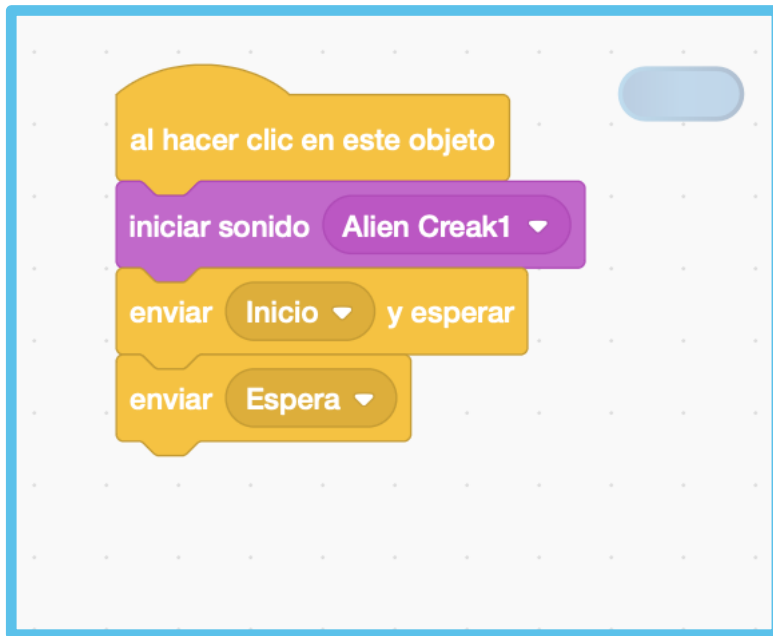 al hacer clic en este objeto
iniciar sonido Alien Creak1
enviar Inicio y esperar
enviar Espera